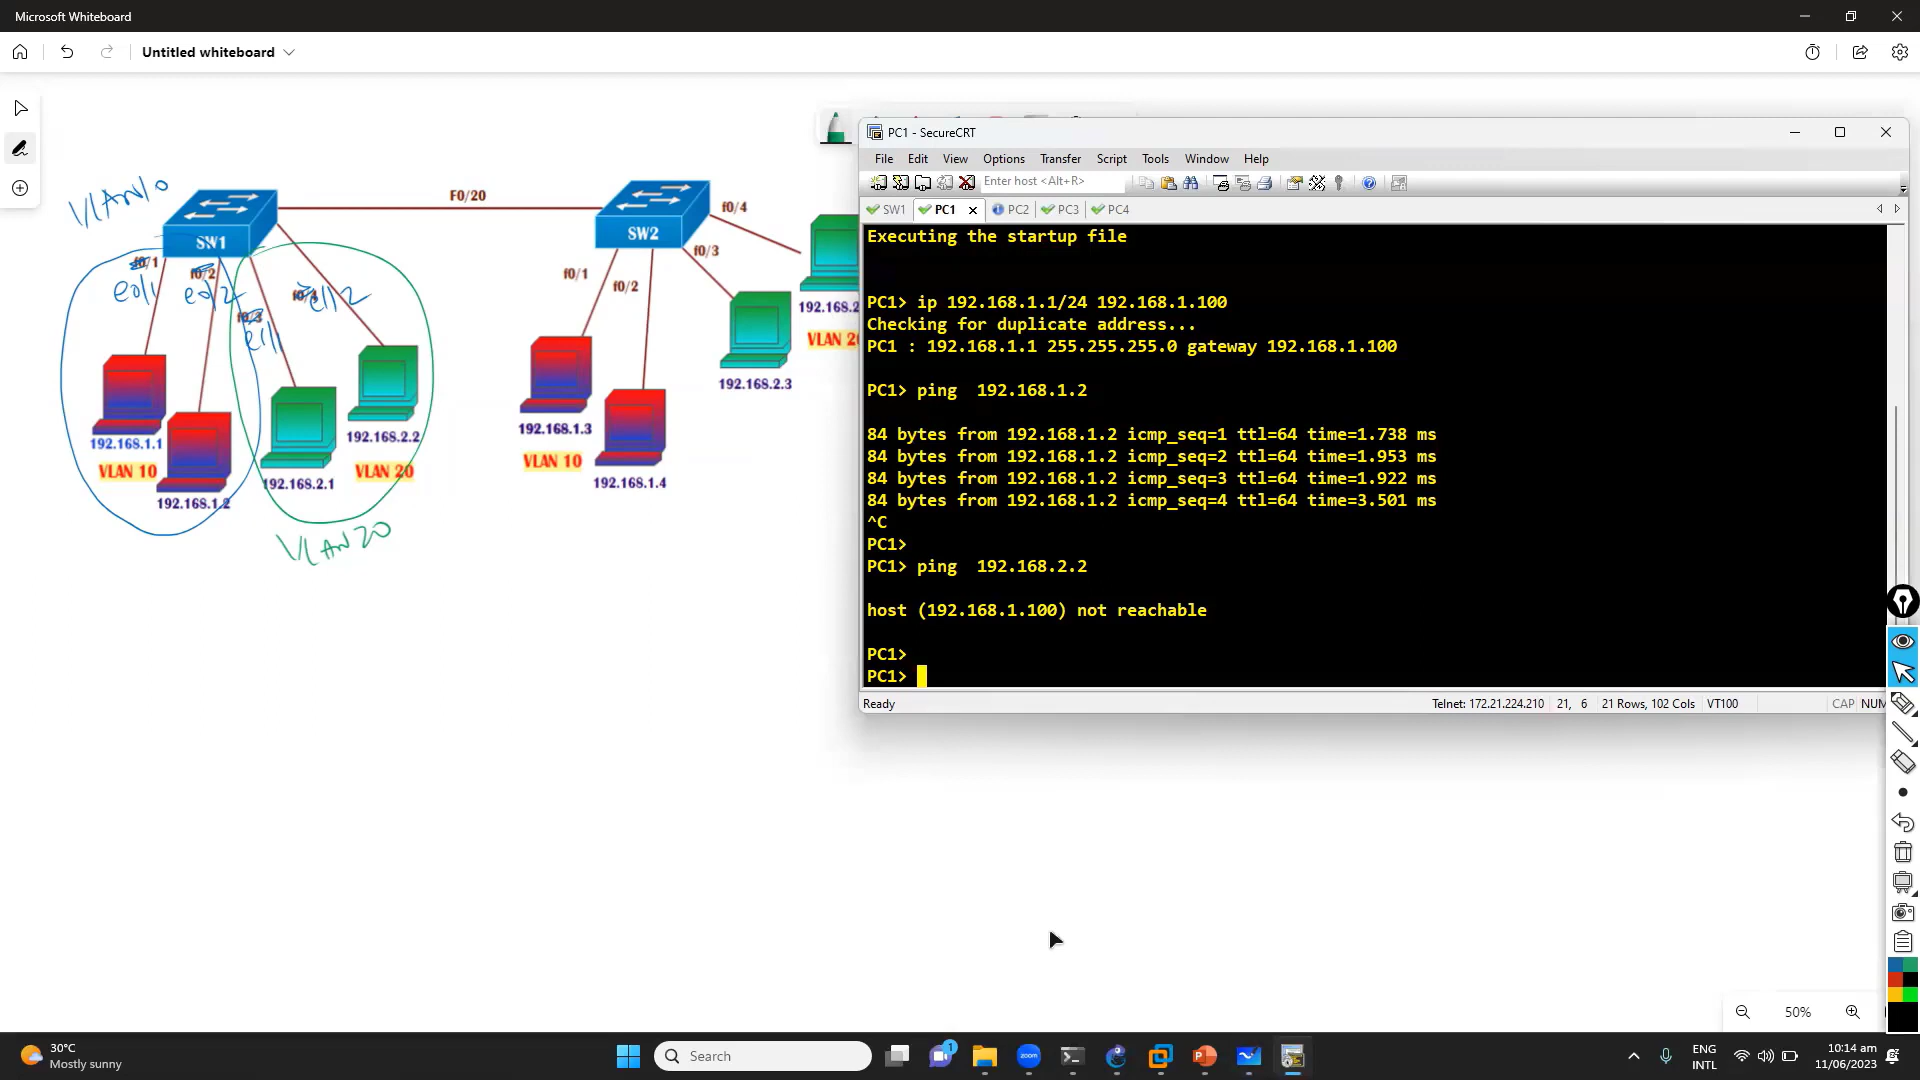 Microsoft Whiteboard
Untitled whiteboard
VLAN10
SW1
F0/20
SW2
f0/4
f0/3
f0/1
f0/2
f0/1
f0/2
e0/1
e0/2
e1/2
f0/3
e1/1
192.168.1.1
VLAN 10
192.168.1.2
192.168.2.1
192.168.2.2
VLAN 20
VLAN20
192.168.1.3
VLAN 10
192.168.1.4
192.168.2.3
192.168.2
VLAN 2
PC1 - SecureCRT
File Edit View Options Transfer Script Tools Window Help
Enter host <Alt+R>
SW1 PC1 PC2 PC3 PC4
Executing the startup file
PC1> ip 192.168.1.1/24 192.168.1.100
Checking for duplicate address...
PC1 : 192.168.1.1 255.255.255.0 gateway 192.168.1.100
PC1> ping  192.168.1.2
84 bytes from 192.168.1.2 icmp_seq=1 ttl=64 time=1.738 ms
84 bytes from 192.168.1.2 icmp_seq=2 ttl=64 time=1.953 ms
84 bytes from 192.168.1.2 icmp_seq=3 ttl=64 time=1.922 ms
84 bytes from 192.168.1.2 icmp_seq=4 ttl=64 time=3.501 ms
^C
PC1>
PC1> ping  192.168.2.2
host (192.168.1.100) not reachable
PC1>
PC1>
Ready
Telnet: 172.21.224.210 21, 6 21 Rows, 102 Cols VT100 CAP NUM
50%
30°C
Mostly sunny
Search
1
zoom
ENG
INTL
10:14 am
11/06/2023